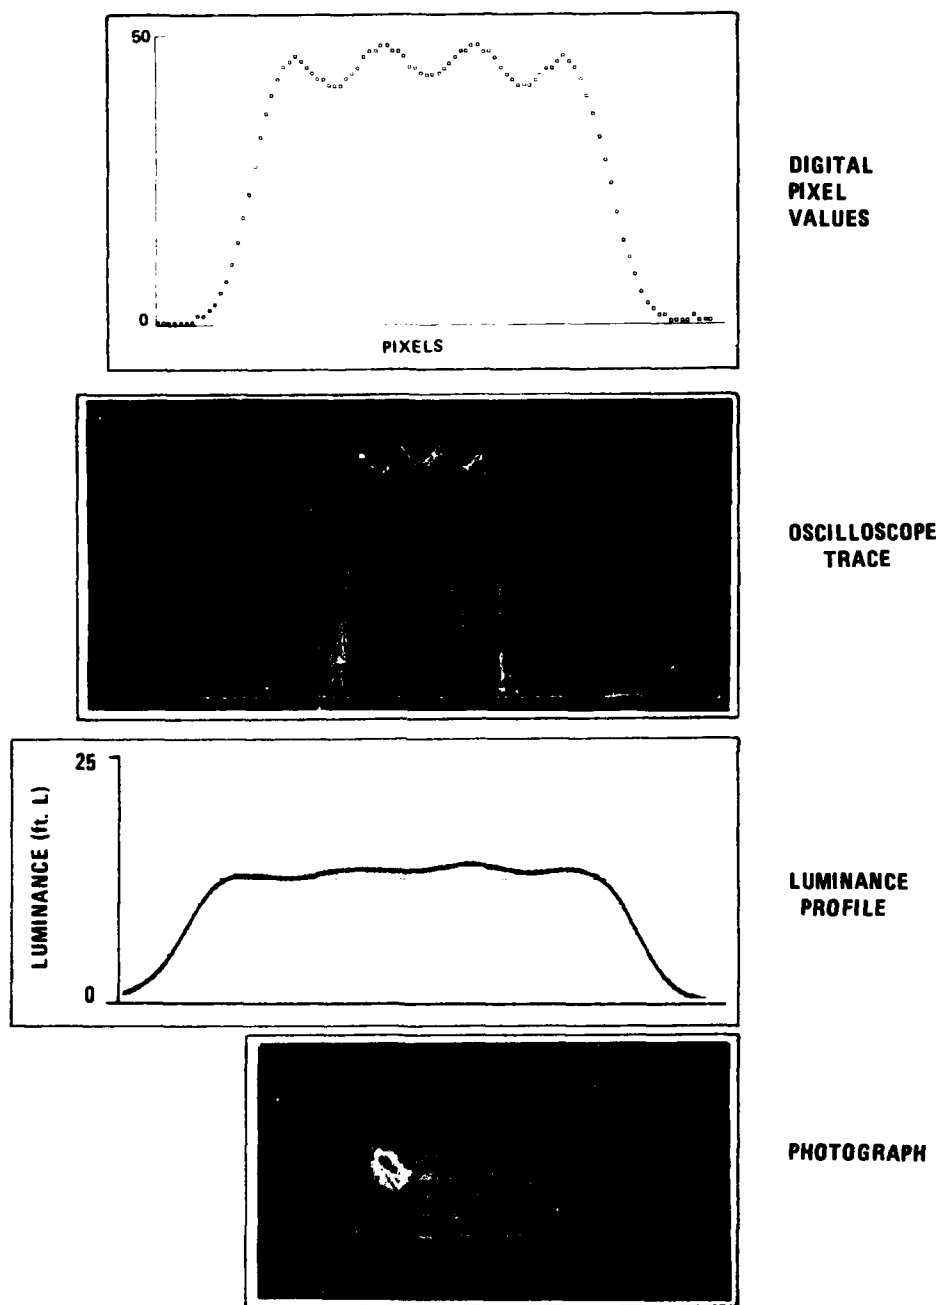 50
0
PIXELS
DIGITAL
PIXEL
VALUES
OSCILLOSCOPE
TRACE
25
LUMINANCE (ft. L)
0
LUMINANCE
PROFILE
PHOTOGRAPH